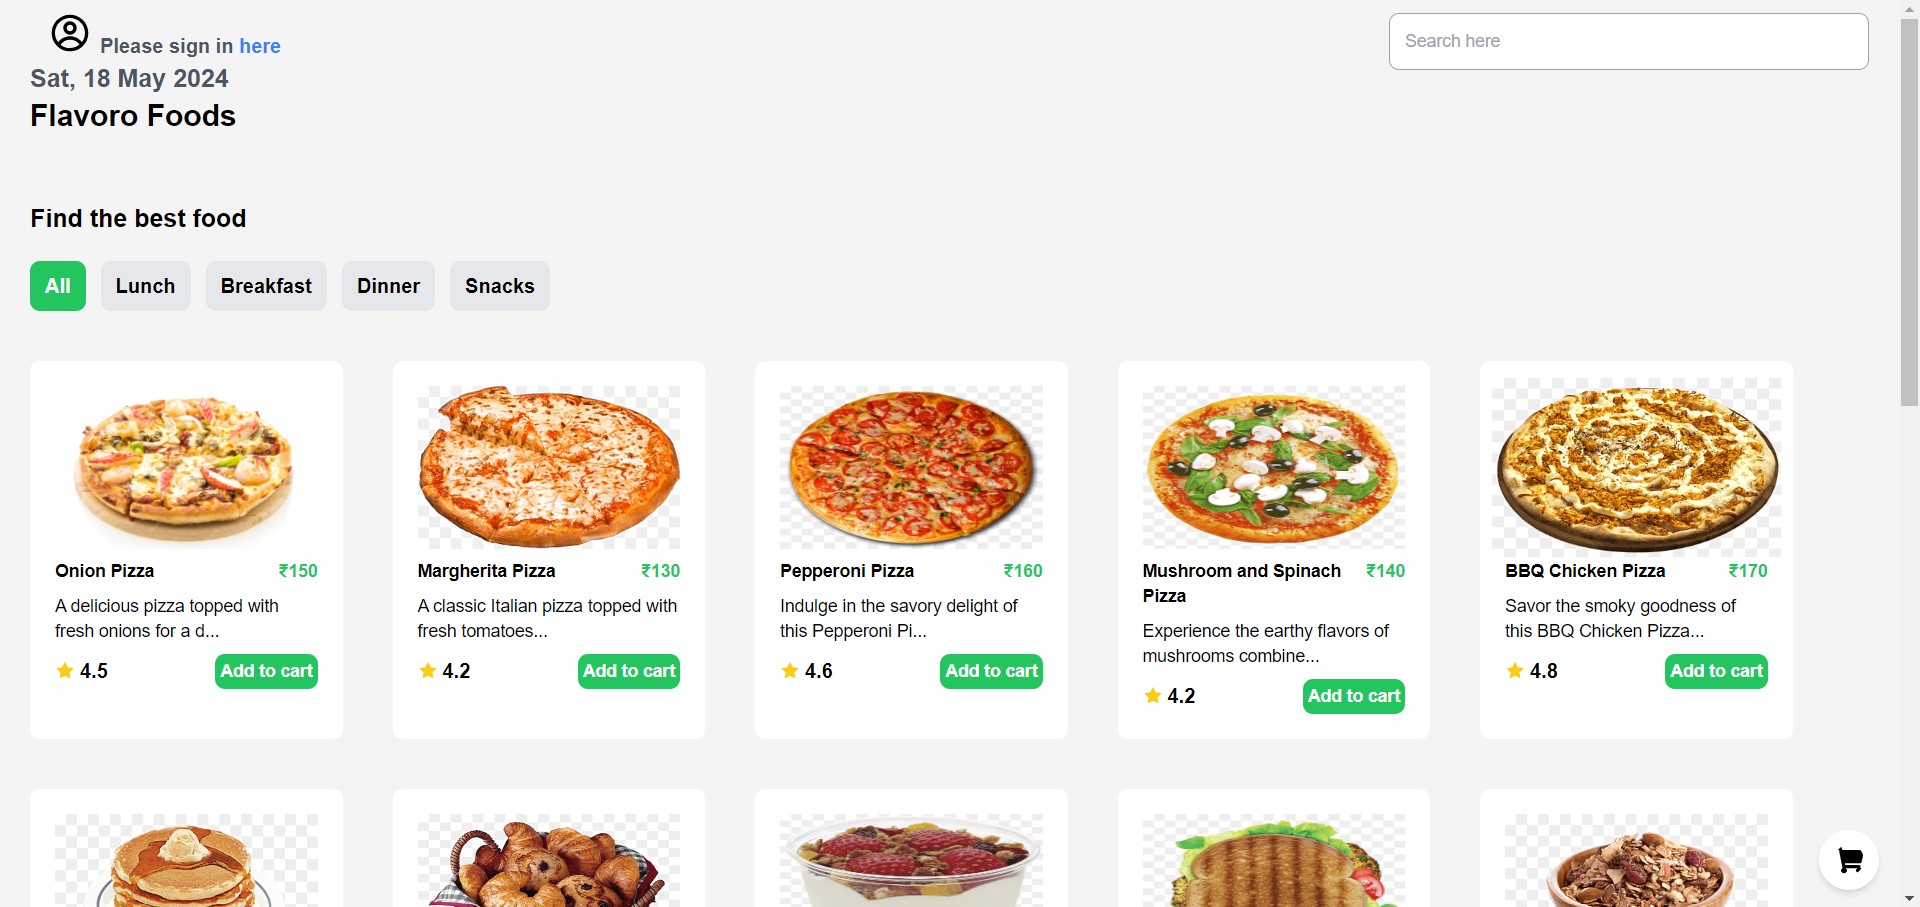 Please sign in here
Search here
Sat, 18 May 2024
Flavoro Foods
Find the best food
All
Lunch
Breakfast
Dinner
Snacks
Onion Pizza
₹150
A delicious pizza topped with
fresh onions for a d...
4.5
Add to cart
Margherita Pizza
₹130
A classic Italian pizza topped with
fresh tomatoes...
4.2
Add to cart
Pepperoni Pizza
₹160
Indulge in the savory delight of
this Pepperoni Pi...
4.6
Add to cart
Mushroom and Spinach
Pizza
₹140
Experience the earthy flavors of
mushrooms combine...
4.2
Add to cart
BBQ Chicken Pizza
₹170
Savor the smoky goodness of
this BBQ Chicken Pizza...
4.8
Add to cart